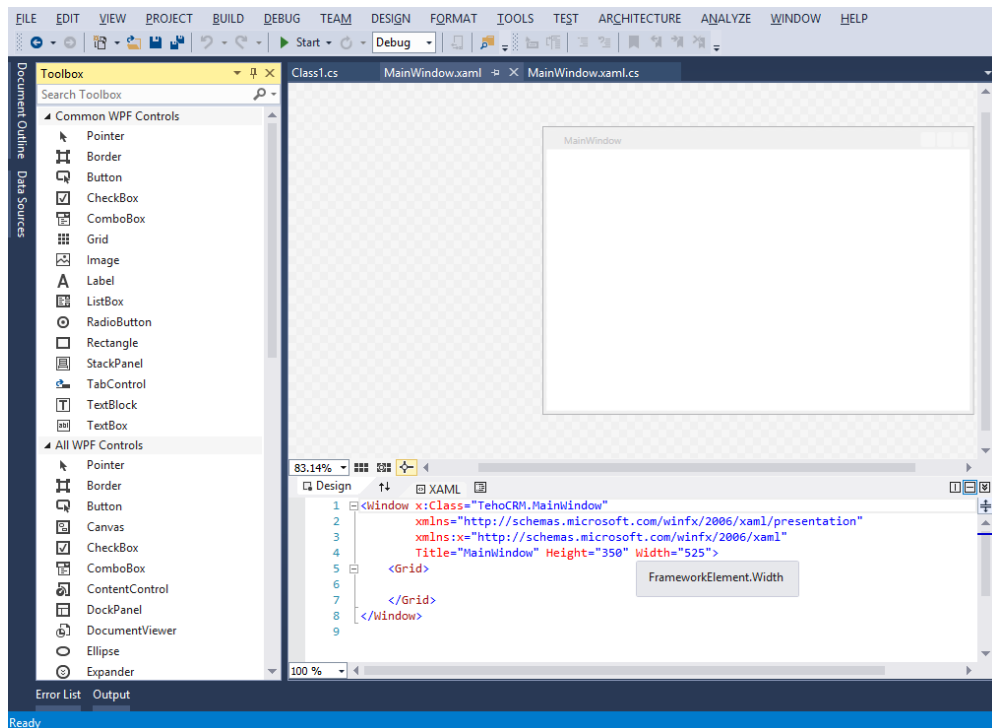 FILE EDIT VIEW PROJECT BUILD DEBUG TEAM DESIGN FORMAT TOOLS TEST ARCHITECTURE ANALYZE WINDOW HELP
Start Debug
Document Outline
Data Sources
Toolbox
Search Toolbox
Common WPF Controls
Pointer
Border
Button
CheckBox
ComboBox
Grid
Image
Label
ListBox
RadioButton
Rectangle
StackPanel
TabControl
TextBlock
TextBox
All WPF Controls
Pointer
Border
Button
Canvas
CheckBox
ComboBox
ContentControl
DockPanel
DocumentViewer
Ellipse
Expander
Class1.cs MainWindow.xaml MainWindow.xaml.cs
MainWindow
83.14%
Design XAML
1 <Window x:Class="TehoCRM.MainWindow"
2 xmlns="http://schemas.microsoft.com/winfx/2006/xaml/presentation"
3 xmlns:x="http://schemas.microsoft.com/winfx/2006/xaml"
4 Title="MainWindow" Height="350" Width="525">
5 <Grid>
6
7 </Grid>
8 </Window>
9
FrameworkElement.Width
100 %
Error List Output
Ready